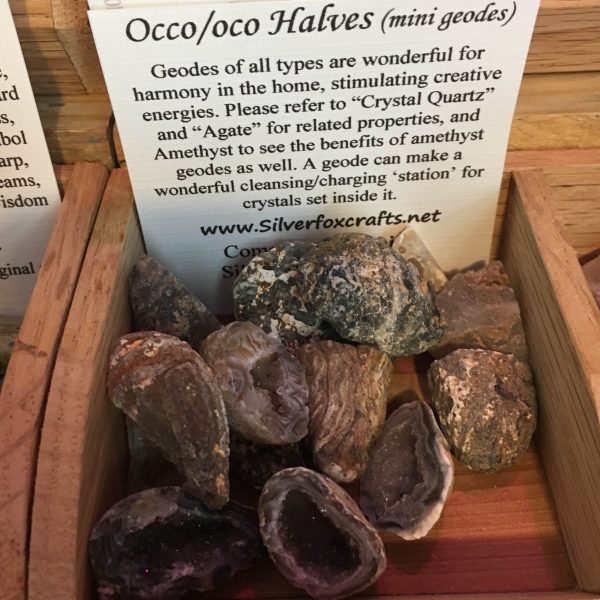 Occo/oco Halves (mini geodes)
Geodes of all types are wonderful for
harmony in the home, stimulating creative
energies. Please refer to “Crystal Quartz”
and “Agate” for related properties, and
Amethyst to see the benefits of amethyst
geodes as well. A geode can make a
wonderful cleansing/charging ‘station’ for
crystals set inside it.
www.Silverfoxcrafts.net